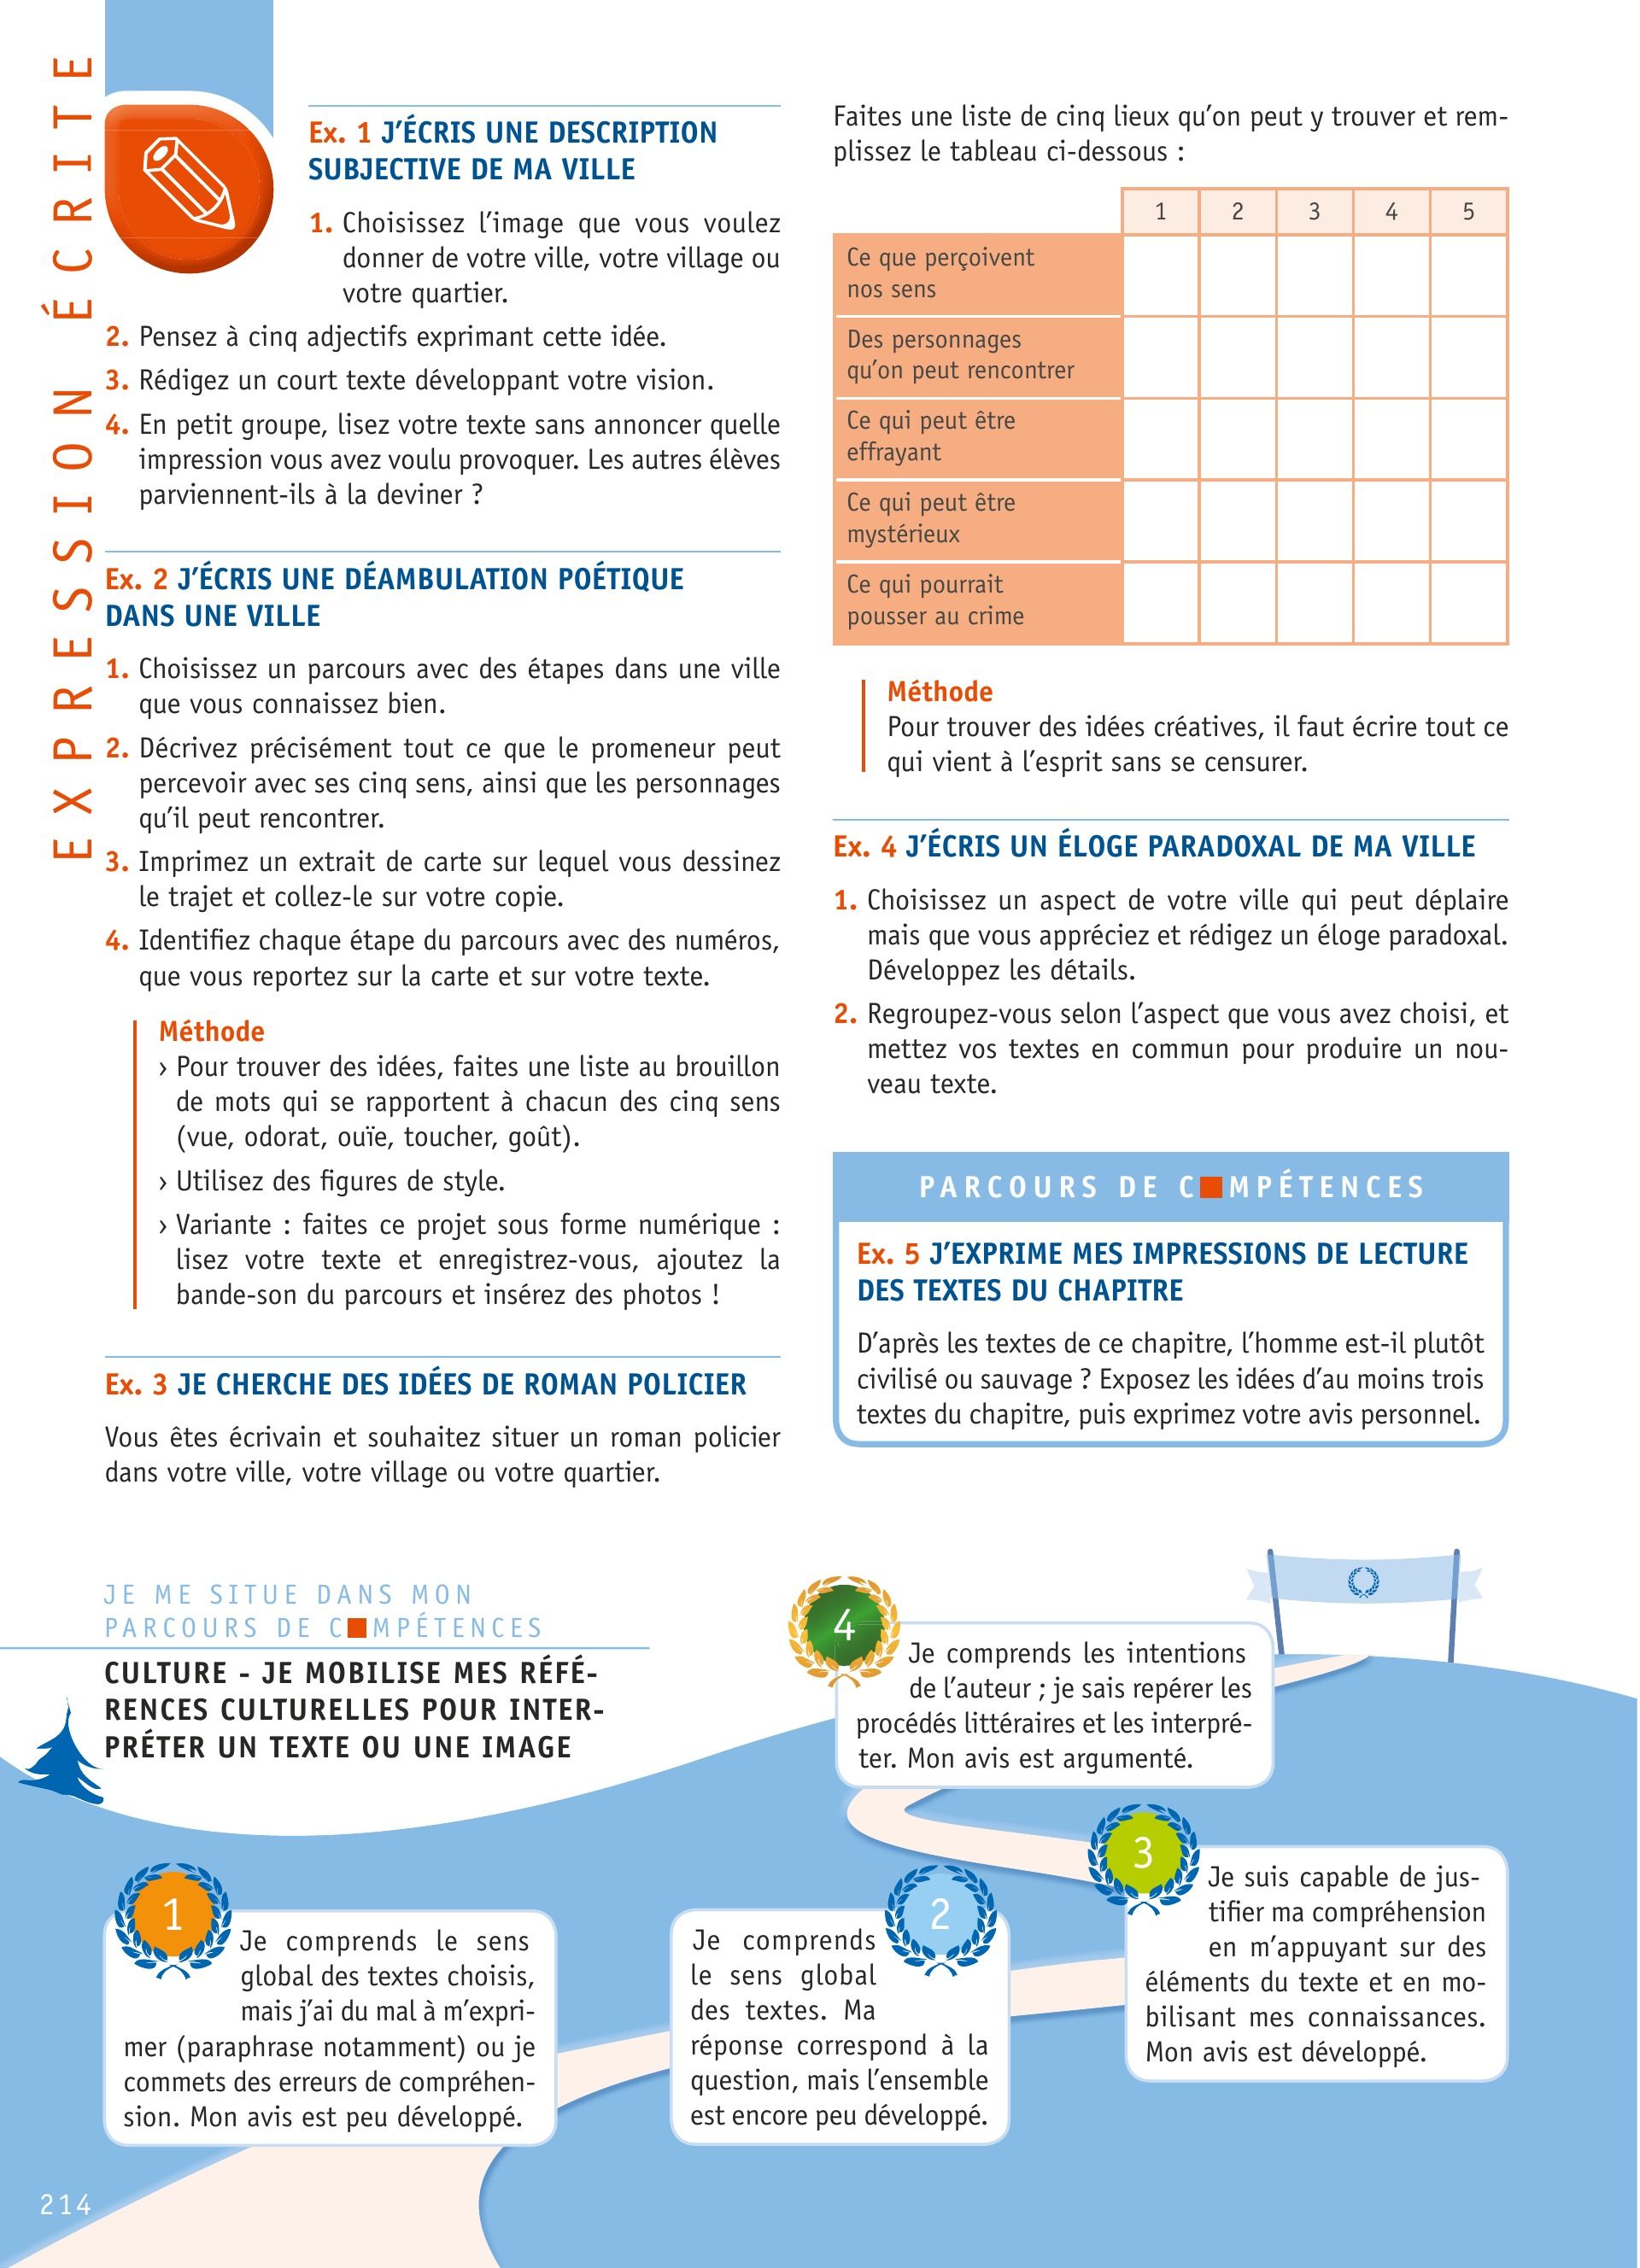 EXPRESSION ÉCRITE
Ex. 1 J’ÉCRIS UNE DESCRIPTION
SUBJECTIVE DE MA VILLE
1. Choisissez l’image que vous voulez
donner de votre ville, votre village ou
votre quartier.
2. Pensez à cinq adjectifs exprimant cette idée.
3. Rédigez un court texte développant votre vision.
4. En petit groupe, lisez votre texte sans annoncer quelle
impression vous avez voulu provoquer. Les autres élèves
parviennent-ils à la deviner ?
Ex. 2 J’ÉCRIS UNE DÉAMBULATION POÉTIQUE
DANS UNE VILLE
1. Choisissez un parcours avec des étapes dans une ville
que vous connaissez bien.
2. Décrivez précisément tout ce que le promeneur peut
percevoir avec ses cinq sens, ainsi que les personnages
qu’il peut rencontrer.
3. Imprimez un extrait de carte sur lequel vous dessinez
le trajet et collez-le sur votre copie.
4. Identifiez chaque étape du parcours avec des numéros,
que vous reportez sur la carte et sur votre texte.
Méthode
› Pour trouver des idées, faites une liste au brouillon
de mots qui se rapportent à chacun des cinq sens
(vue, odorat, ouïe, toucher, goût).
› Utilisez des figures de style.
› Variante : faites ce projet sous forme numérique :
lisez votre texte et enregistrez-vous, ajoutez la
bande-son du parcours et insérez des photos !
Ex. 3 JE CHERCHE DES IDÉES DE ROMAN POLICIER
Vous êtes écrivain et souhaitez situer un roman policier
dans votre ville, votre village ou votre quartier.
Faites une liste de cinq lieux qu’on peut y trouver et rem-
plissez le tableau ci-dessous :
1 2 3 4 5
Ce que perçoivent
nos sens
Des personnages
qu’on peut rencontrer
Ce qui peut être
effrayant
Ce qui peut être
mystérieux
Ce qui pourrait
pousser au crime
Méthode
Pour trouver des idées créatives, il faut écrire tout ce
qui vient à l’esprit sans se censurer.
Ex. 4 J’ÉCRIS UN ÉLOGE PARADOXAL DE MA VILLE
1. Choisissez un aspect de votre ville qui peut déplaire
mais que vous appréciez et rédigez un éloge paradoxal.
Développez les détails.
2. Regroupez-vous selon l’aspect que vous avez choisi, et
mettez vos textes en commun pour produire un nou-
veau texte.
PARCOURS DE C■MPÉTENCES
Ex. 5 J’EXPRIME MES IMPRESSIONS DE LECTURE
DES TEXTES DU CHAPITRE
D’après les textes de ce chapitre, l’homme est-il plutôt
civilisé ou sauvage ? Exposez les idées d’au moins trois
textes du chapitre, puis exprimez votre avis personnel.
JE ME SITUE DANS MON
PARCOURS DE C■MPÉTENCES
CULTURE - JE MOBILISE MES RÉFÉ-
RENCES CULTURELLES POUR INTER-
PRÉTER UN TEXTE OU UNE IMAGE
1
Je comprends le sens
global des textes choisis,
mais j’ai du mal à m’expri-
mer (paraphrase notamment) ou je
commets des erreurs de compréhen-
sion. Mon avis est peu développé.
2
Je comprends
le sens global
des textes. Ma
réponse correspond à la
question, mais l’ensemble
est encore peu développé.
3
Je suis capable de jus-
tifier ma compréhension
en m’appuyant sur des
éléments du texte et en mo-
bilisant mes connaissances.
Mon avis est développé.
4
Je comprends les intentions
de l’auteur ; je sais repérer les
procédés littéraires et les interpré-
ter. Mon avis est argumenté.
214